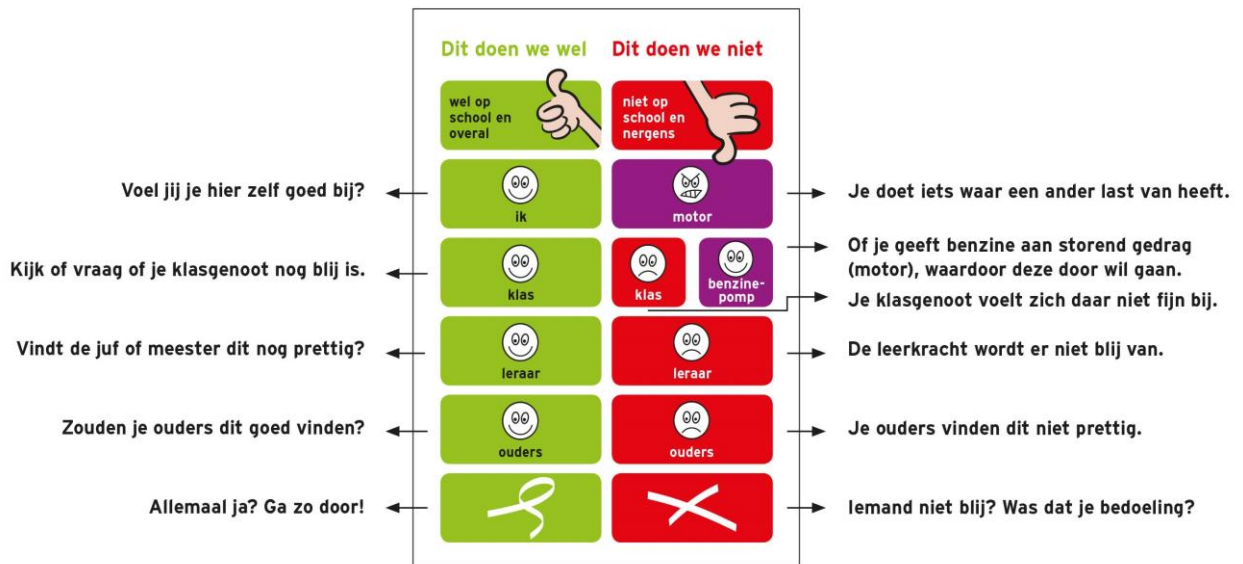 Dit doen we wel
Dit doen we niet
wel op
school en
overal
niet op
school en
nergens
Voel jij je hier zelf goed bij?
ik
motor
Je doet iets waar een ander last van heeft.
Kijk of vraag of je klasgenoot nog blij is.
klas
klas
benzine-
pomp
Of je geeft benzine aan storend gedrag
(motor), waardoor deze door wil gaan.
Je klasgenoot voelt zich daar niet fijn bij.
Vindt de juf of meester dit nog prettig?
leraar
leraar
De leerkracht wordt er niet blij van.
Zouden je ouders dit goed vinden?
ouders
ouders
Je ouders vinden dit niet prettig.
Allemaal ja? Ga zo door!
Iemand niet blij? Was dat je bedoeling?